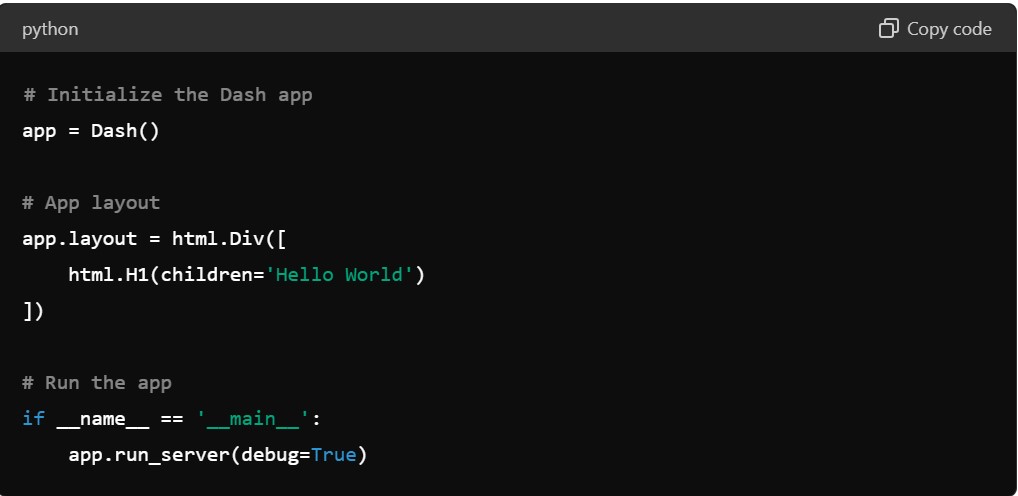 python
Copy code
# Initialize the Dash app
app = Dash()
# App layout
app.layout = html.Div([
    html.H1(children='Hello World')
])
# Run the app
if __name__ == '__main__':
    app.run_server(debug=True)